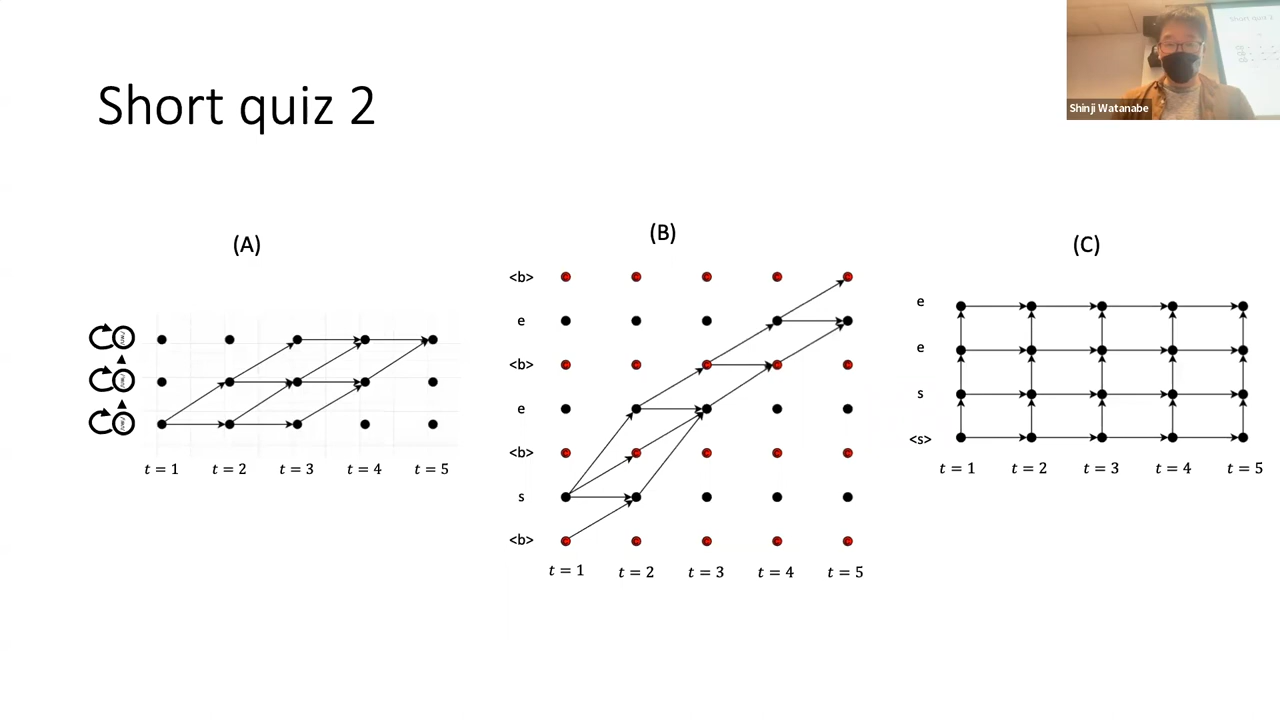 Short quiz 2
Shinji Watanabe
(A)
t = 1 t = 2 t = 3 t = 4 t = 5
(B)
<b>
e
<b>
e
<b>
s
<b>
t = 1 t = 2 t = 3 t = 4 t = 5
(C)
e
e
s
<s>
t = 1 t = 2 t = 3 t = 4 t = 5